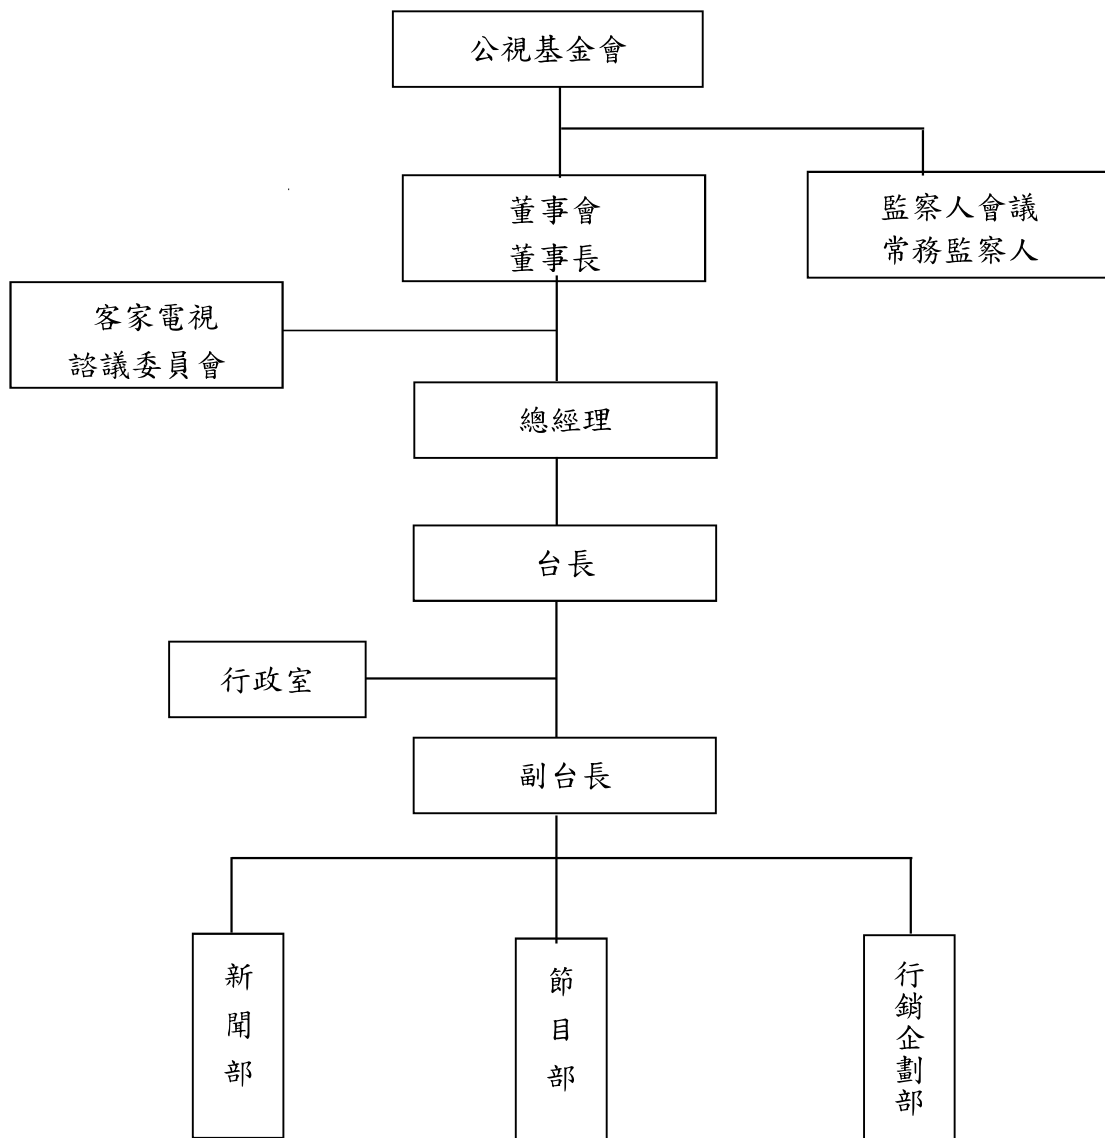 公視基金會
董事會
董事長
監察人會議
常務監察人
客家電視
諮議委員會
總經理
台長
行政室
副台長
新聞部
節目部
行銷企劃部